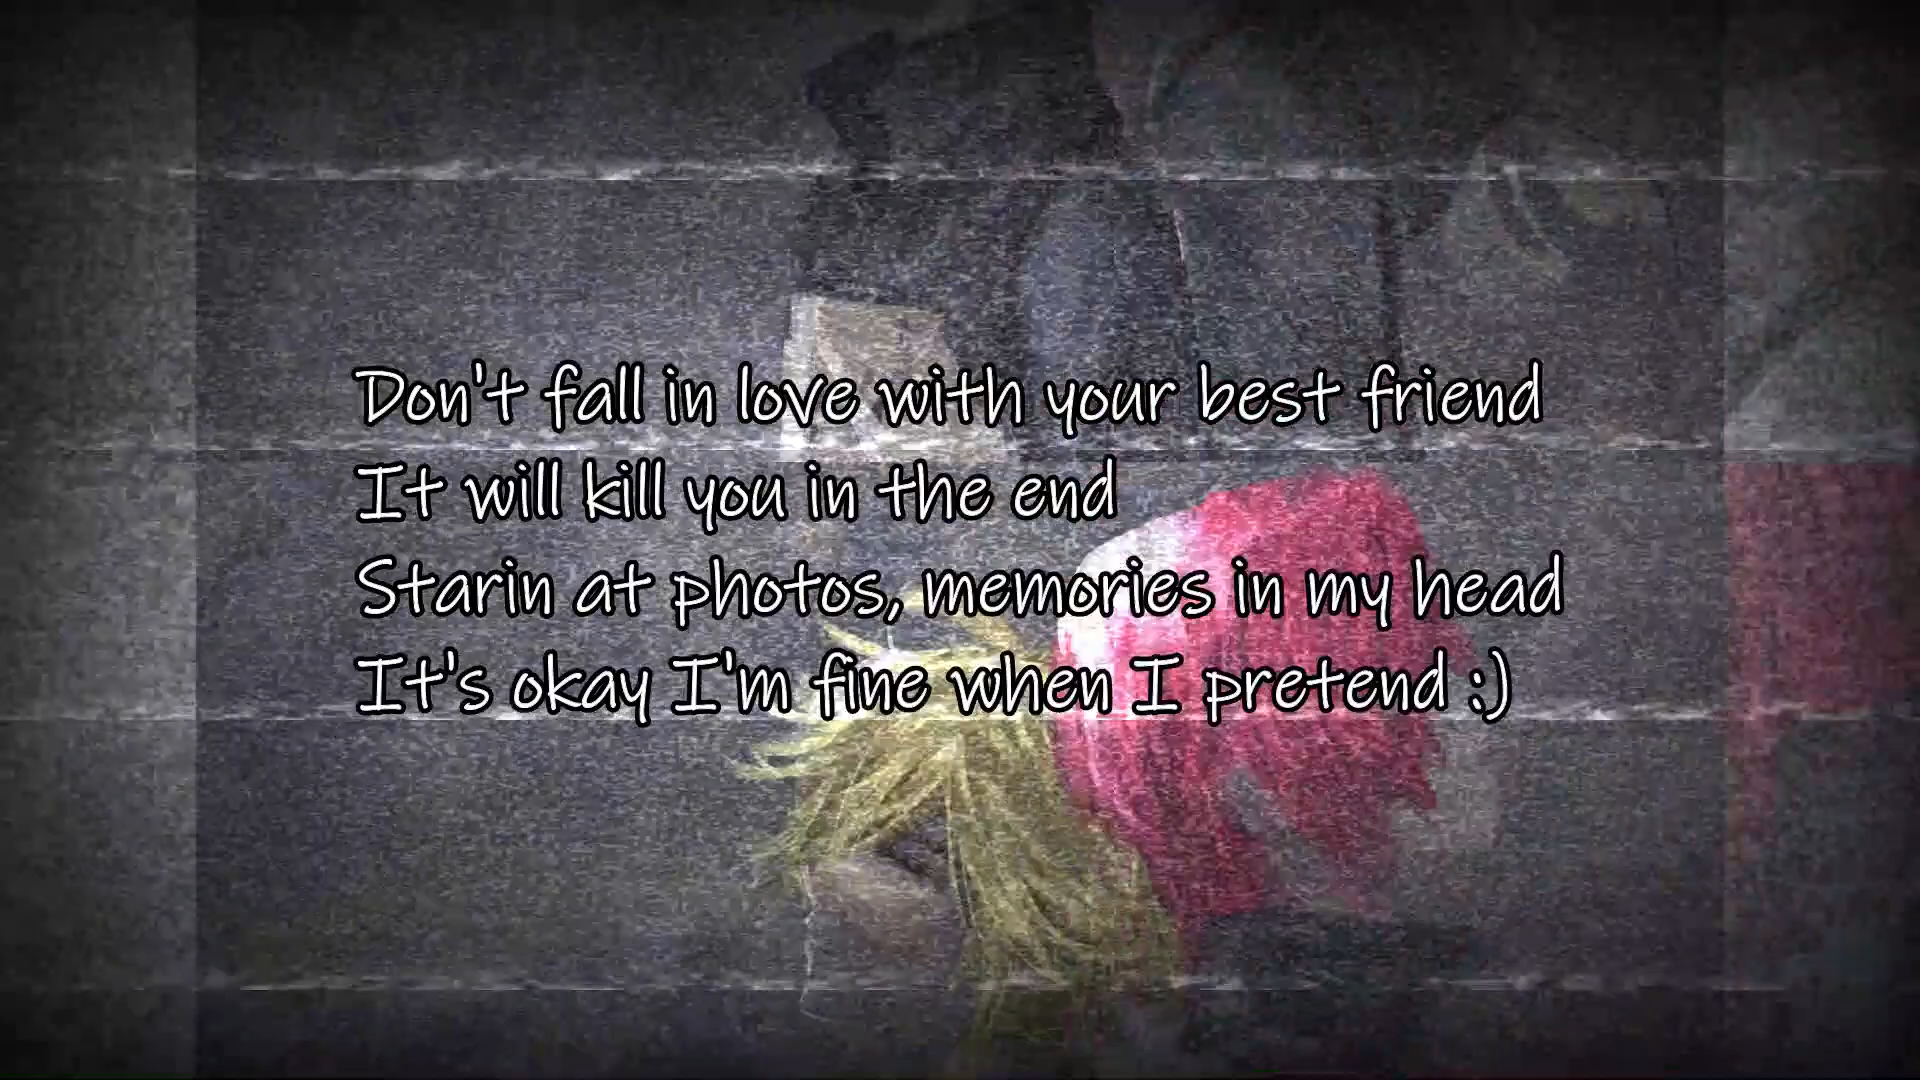 Don't fall in love with your best friend
It will kill you in the end
Starin at photos, memories in my head
It's okay I'm fine when I pretend :)